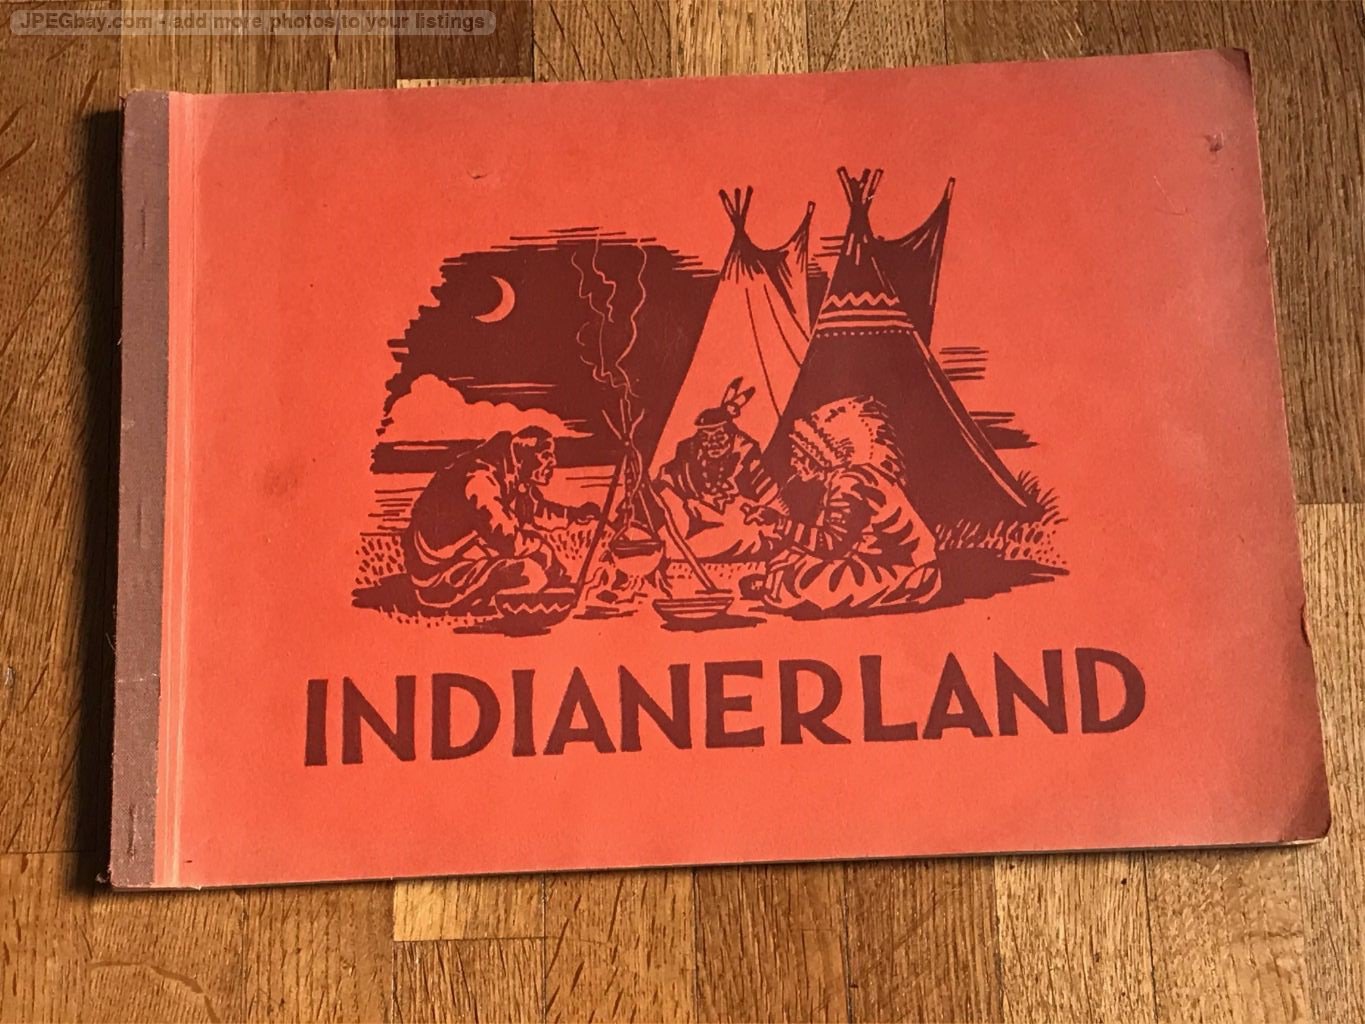 JPEGbay.com - add more photos to your listings
INDIANERLAND